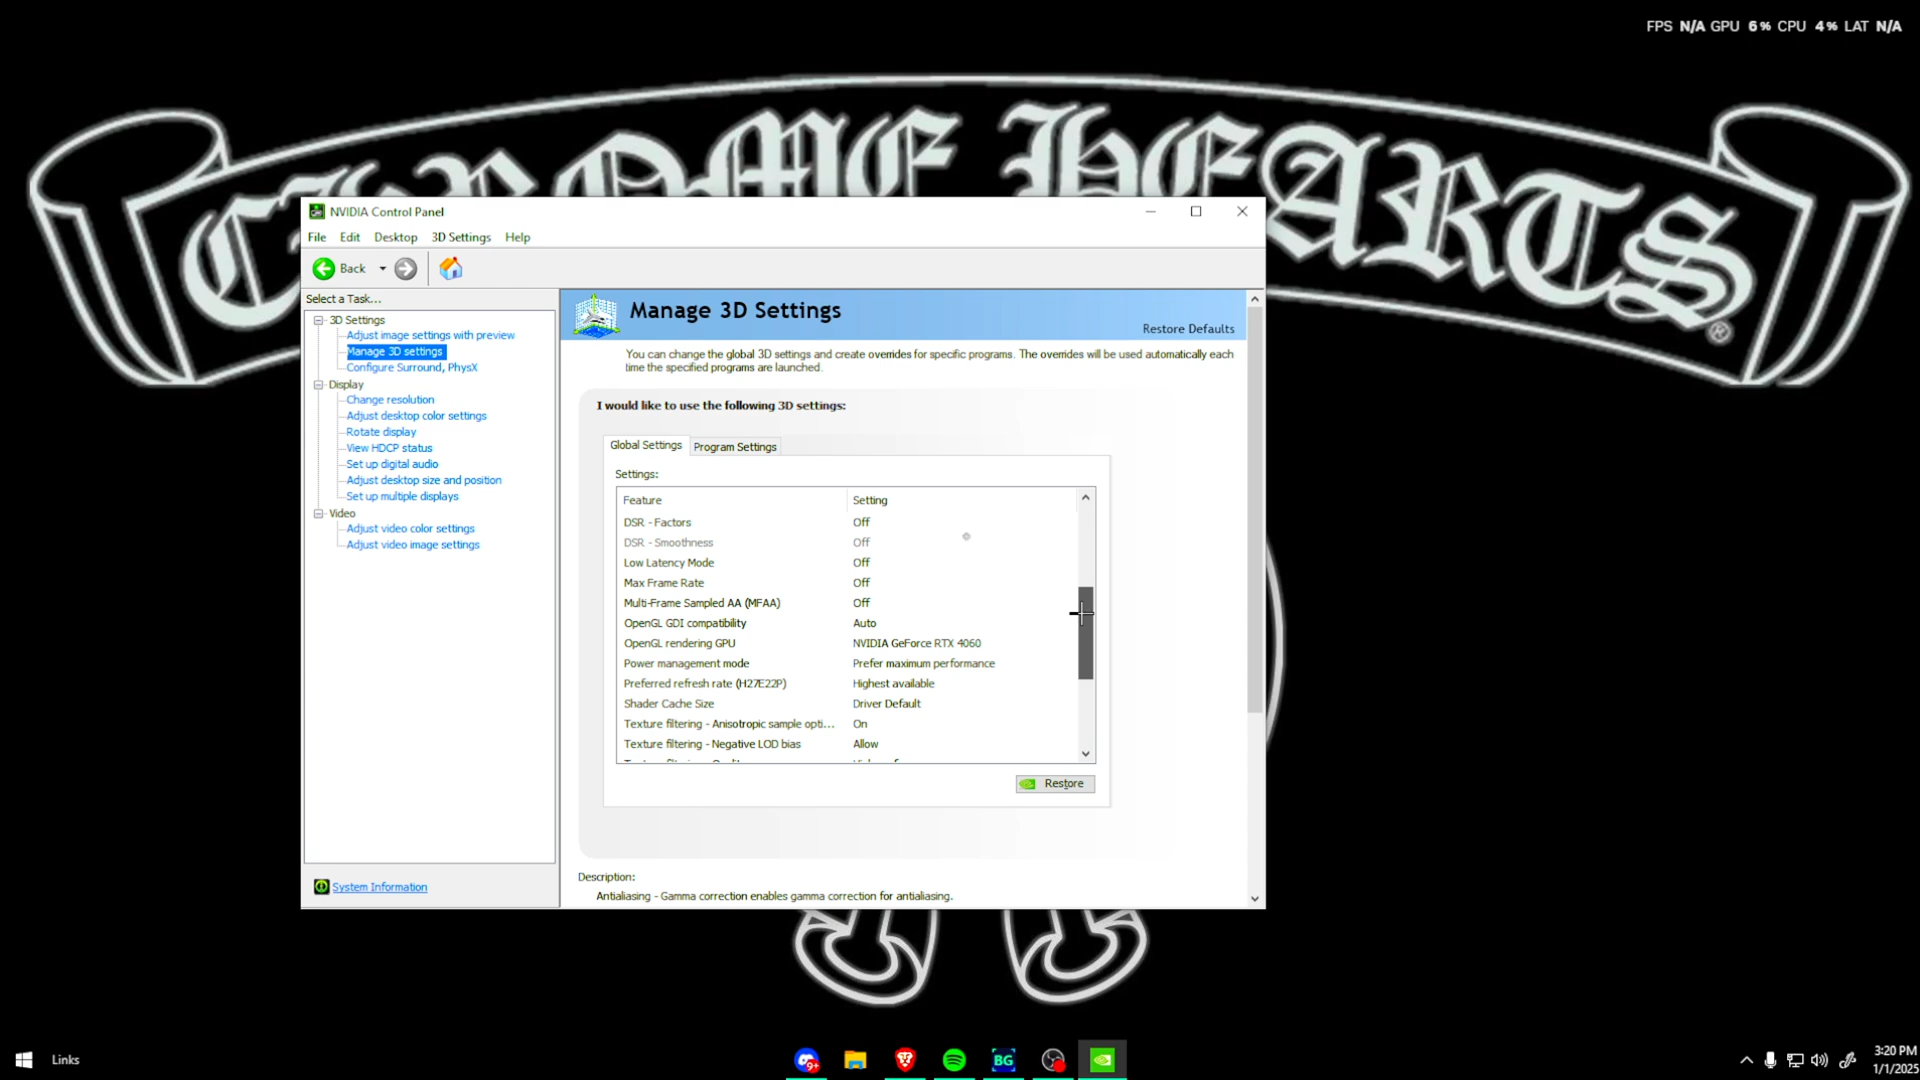 FPS N/A GPU 6% CPU 4% LAT N/A
CHROME HEARTS
®
NVIDIA Control Panel
File Edit Desktop 3D Settings Help
Back
Select a Task...
3D Settings
Adjust image settings with preview
Manage 3D settings
Configure Surround, PhysX
Display
Change resolution
Adjust desktop color settings
Rotate display
View HDCP status
Set up digital audio
Adjust desktop size and position
Set up multiple displays
Video
Adjust video color settings
Adjust video image settings
System Information
Manage 3D Settings
Restore Defaults
You can change the global 3D settings and create overrides for specific programs. The overrides will be used automatically each
time the specified programs are launched.
I would like to use the following 3D settings:
Global Settings Program Settings
Settings:
Feature Setting
DSR - Factors Off
DSR - Smoothness Off
Low Latency Mode Off
Max Frame Rate Off
Multi-Frame Sampled AA (MFAA) Off
OpenGL GDI compatibility Auto
OpenGL rendering GPU NVIDIA GeForce RTX 4060
Power management mode Prefer maximum performance
Preferred refresh rate (H27E22P) Highest available
Shader Cache Size Driver Default
Texture filtering - Anisotropic sample opti... On
Texture filtering - Negative LOD bias Allow
Restore
Description:
Antialiasing - Gamma correction enables gamma correction for antialiasing.
Links
9+
BG
3:20 PM
1/1/2025